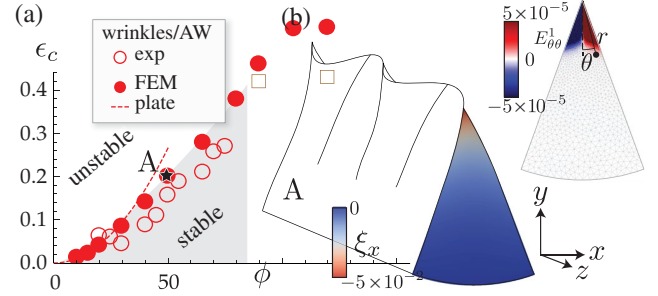 (a)
ϵ_c
wrinkles/AW
exp
FEM
plate
0.4
0.3
0.2
0.1
0.0
0
50
ϕ
unstable
A
stable
(b)
A
0
ξ_x
−5×10⁻²
5×10⁻⁵
E¹_θθ
0
−5×10⁻⁵
r
θ
y
x
z